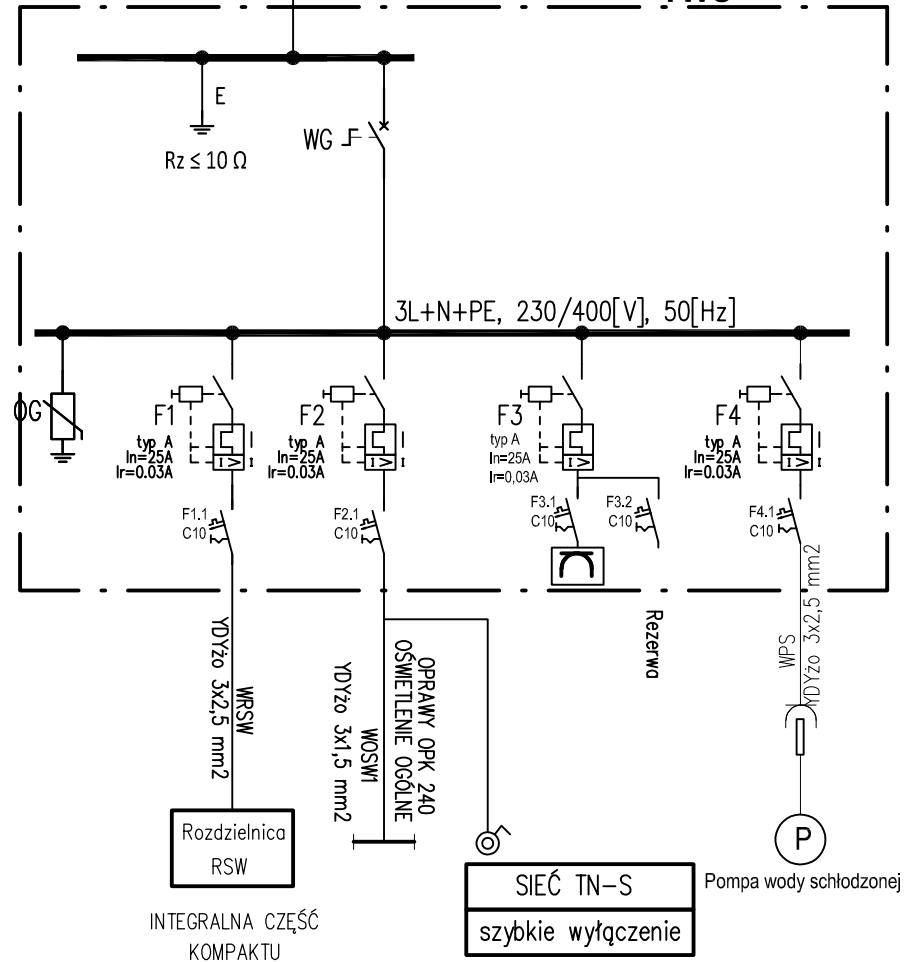 E
Rz ≤ 10 Ω
WG
3L+N+PE, 230/400[V], 50[Hz]
OG
F1
typ A
In=25A
Ir=0.03A
I V I
I
F2
typ A
In=25A
Ir=0.03A
I V I
I
F3
typ A
In=25A
Ir=0,03A
I V I
I
F4
typ A
In=25A
Ir=0.03A
I V I
I
F1.1
C10
F2.1
C10
F3.1
C10
F3.2
C10
F4.1
C10
YDYżo 3x2,5 mm2
WRSW
YDYżo 3x1,5 mm2
WOSW1
OŚWIETLENIE OGÓLNE
OPRAWY OPK 240
Rezerwa
WPS
YDYżo 3x2,5 mm2
Rozdzielnica
RSW
INTEGRALNA CZĘŚĆ
KOMPAKTU
SIEĆ TN-S
szybkie wyłączenie
P
Pompa wody schłodzonej